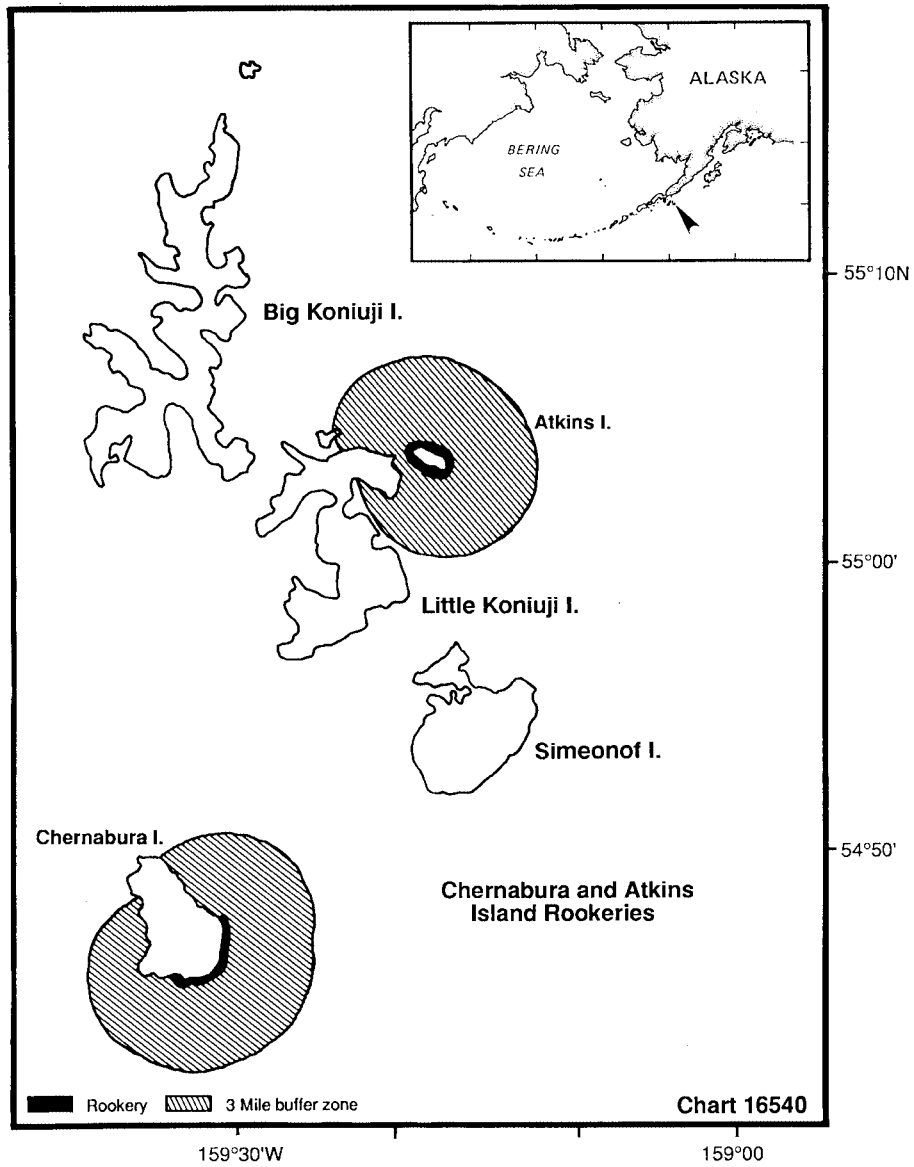 ALASKA
BERING
SEA
55°10N
Big Koniuji I.
Atkins I.
55°00'
Little Koniuji I.
Simeonof I.
Chernabura I.
54°50'
Chernabura and Atkins
Island Rookeries
Rookery
3 Mile buffer zone
Chart 16540
159°30'W
159°00